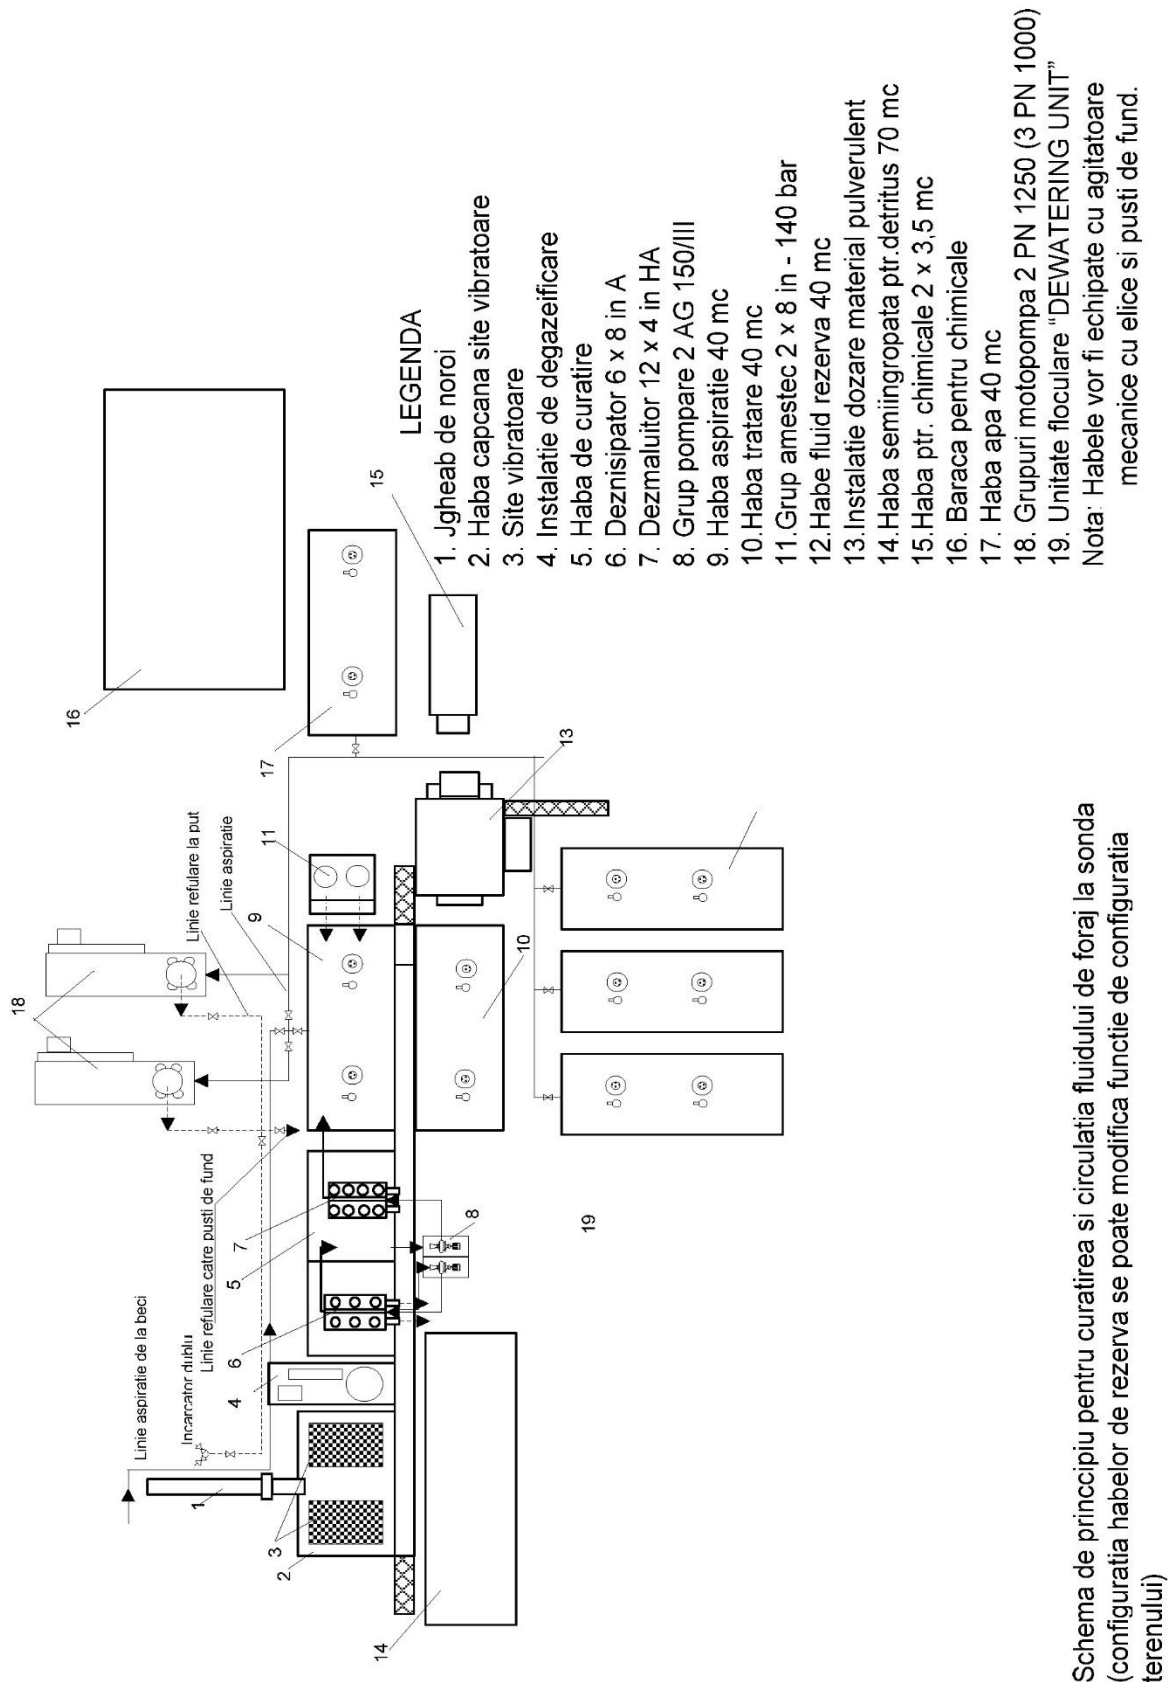 16
15
17
13
Linie refulare la put
Linie aspiratie
11
9
10
18
Linie refulare catre pusti de fund
7
5
8
19
Linie aspiratie de la beci
Incarcator dublu
6
4
1
3
2
14
LEGENDA
1. Jgheab de noroi
2. Haba capcana site vibratoare
3. Site vibratoare
4. Instalatie de degazeificare
5. Haba de curatire
6. Deznisipator 6 x 8 in A
7. Dezmaluitor 12 x 4 in HA
8. Grup pompare 2 AG 150/III
9. Haba aspiratie 40 mc
10.Haba tratare 40 mc
11.Grup amestec 2 x 8 in - 140 bar
12.Habe fluid rezerva 40 mc
13.Instalatie dozare material pulverulent
14.Haba semiingropata ptr.detritus 70 mc
15.Haba ptr. chimicale 2 x 3,5 mc
16. Baraca pentru chimicale
17. Haba apa 40 mc
18. Grupuri motopompa 2 PN 1250 (3 PN 1000)
19. Unitate floculare "DEWATERING UNIT"
Nota: Habele vor fi echipate cu agitatoare
mecanice cu elice si pusti de fund.
Schema de princcipiu pentru curatirea si circulatia fluidului de foraj la sonda
(configuratia habelor de rezerva se poate modifica functie de configuratia
terenului)